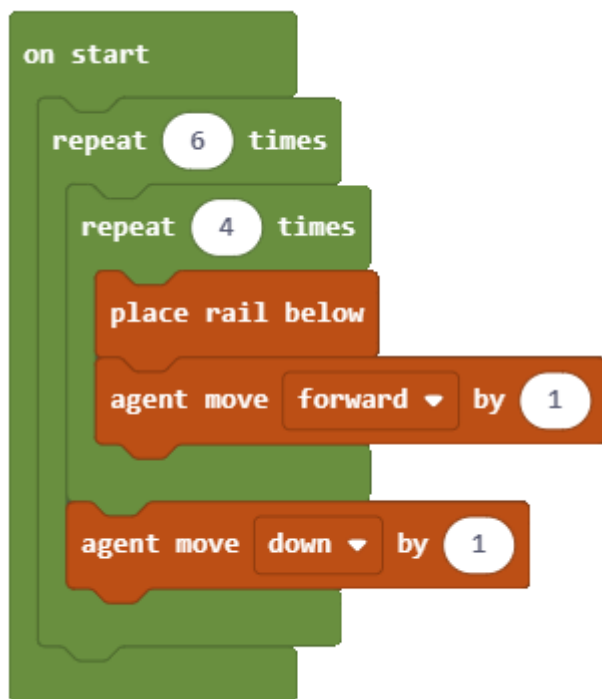 on start
repeat 6 times
repeat 4 times
place rail below
agent move forward by 1
agent move down by 1